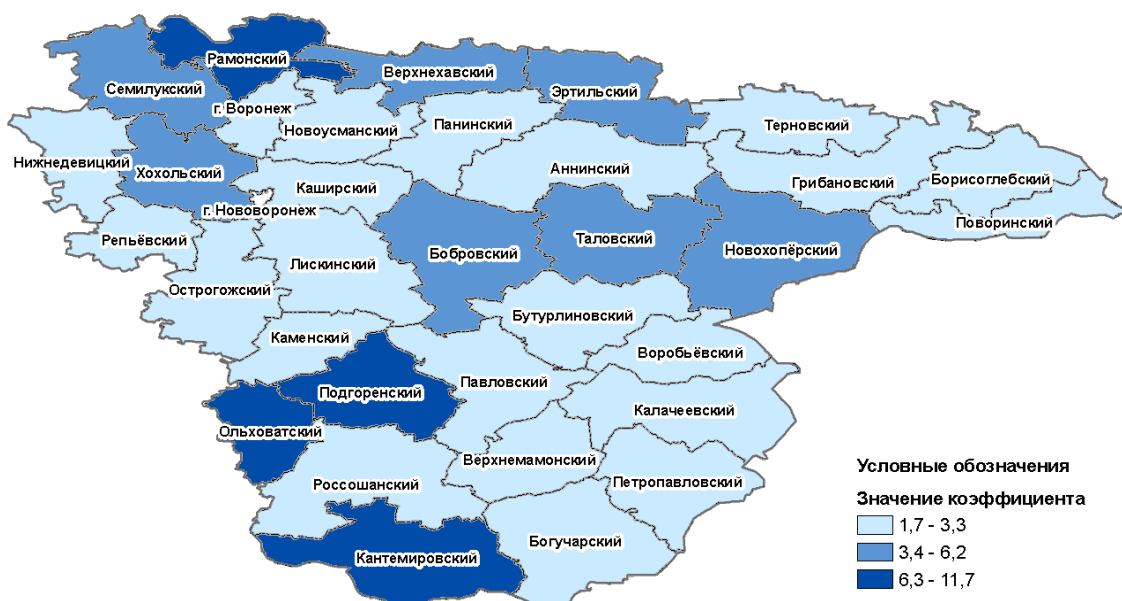 Рамонский
Верхнехавский
Семилукский
Эртильский
г. Воронеж
Новоусманский
Панинский
Терновский
Нижнедевицкий
Хохольский
Аннинский
Каширский
Грибановский
Борисоглебский
г. Нововоронеж
Поворинский
Репьёвский
Бобровский
Таловский
Новохопёрский
Лискинский
Острогожский
Бутурлиновский
Каменский
Воробьёвский
Павловский
Подгоренский
Калачеевский
Ольховатский
Верхнемамонский
Россошанский
Петропавловский
Богучарский
Кантемировский
Условные обозначения
Значение коэффициента
1,7 - 3,3
3,4 - 6,2
6,3 - 11,7